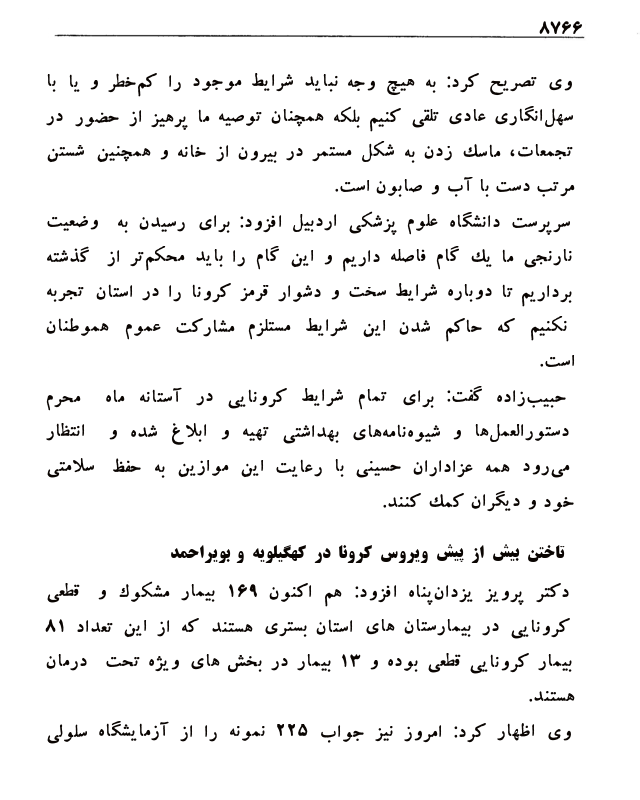 ۸۷۶۶
وی تصریح کرد: به هیچ وجه نباید شرایط موجود را کم‌خطر و یا با
سهل‌انگاری عادی تلقی کنیم بلکه همچنان توصیه ما پرهیز از حضور در
تجمعات، ماسک زدن به شکل مستمر در بیرون از خانه و همچنین شستن
مرتب دست با آب و صابون است.
سرپرست دانشگاه علوم پزشکی اردبیل افزود: برای رسیدن به وضعیت
نارنجی ما یك گام فاصله داریم و این گام را باید محکم‌تر از گذشته
برداریم تا دوباره شرایط سخت و دشوار قرمز کرونا را در استان تجربه
نکنیم که حاکم شدن این شرایط مستلزم مشارکت عموم هموطنان
است.
حبیب‌زاده گفت: برای تمام شرایط کرونایی در آستانه ماه محرم
دستورالعمل‌ها و شیوه‌نامه‌های بهداشتی تهیه و ابلاغ شده و انتظار
می‌رود همه عزاداران حسینی با رعایت این موازین به حفظ سلامتی
خود و دیگران کمك کنند.
تاختن بیش از پیش ویروس کرونا در کهگیلویه و بویراحمد
دکتر پرویز یزدان‌پناه افزود: هم اکنون ۱۶۹ بیمار مشکوك و قطعی
کرونایی در بیمارستان های استان بستری هستند که از این تعداد ۸۱
بیمار کرونایی قطعی بوده و ۱۳ بیمار در بخش های ویژه تحت درمان
هستند.
وی اظهار کرد: امروز نیز جواب ۲۲۵ نمونه را از آزمایشگاه سلولی